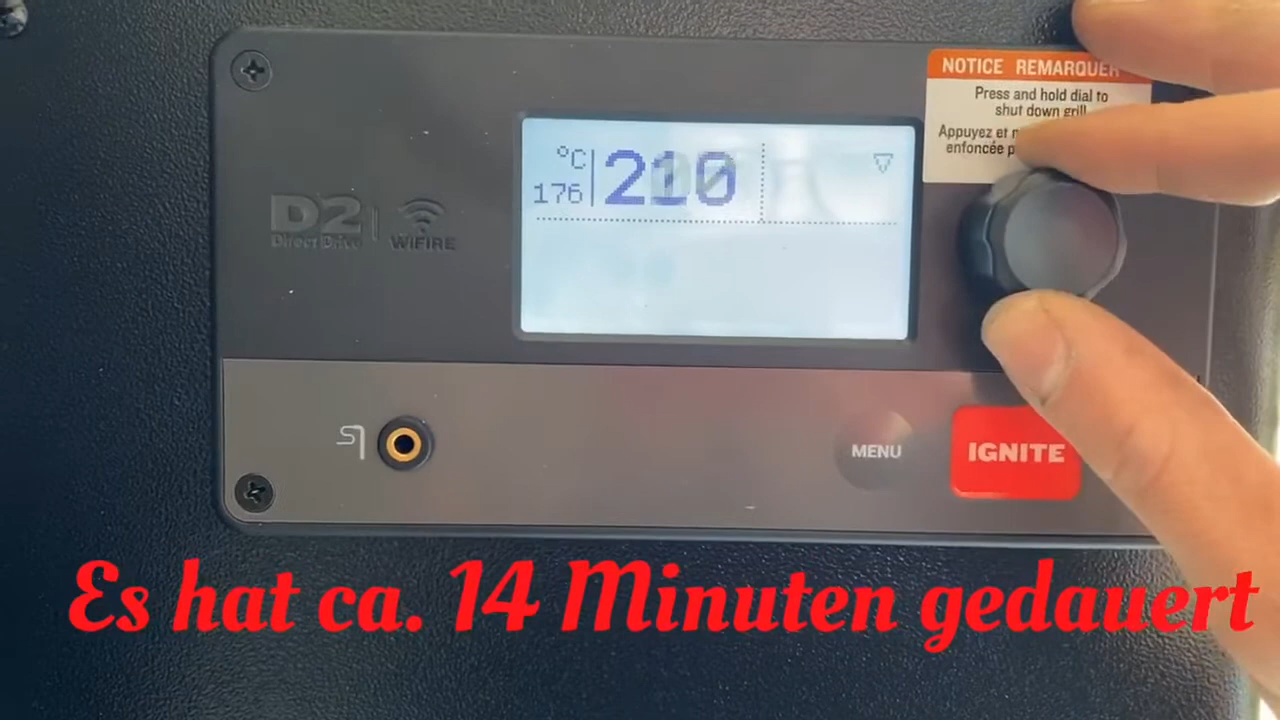 NOTICE REMARQUER
Press and hold dial to
shut down grill
Appuyez et
enfoncée
°C
176
210
D2
Direct Drive
WiFIRE
MENU
IGNITE
Es hat ca. 14 Minuten gedauert